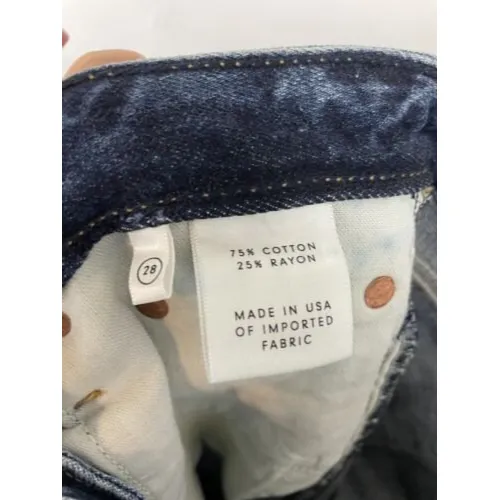 28
75% COTTON
25% RAYON
MADE IN USA
OF IMPORTED
FABRIC